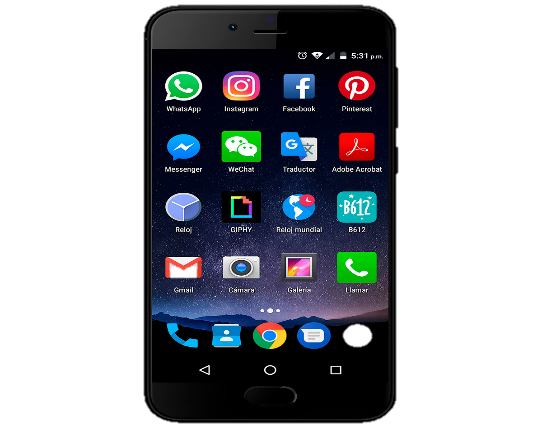 5:31 p.m.
WhatsApp Instagram Facebook Pinterest
Messenger WeChat Traductor Adobe Acrobat
G
B612
Reloj GIPHY Reloj mundial B612
Gmail Cámara Galería Llamar